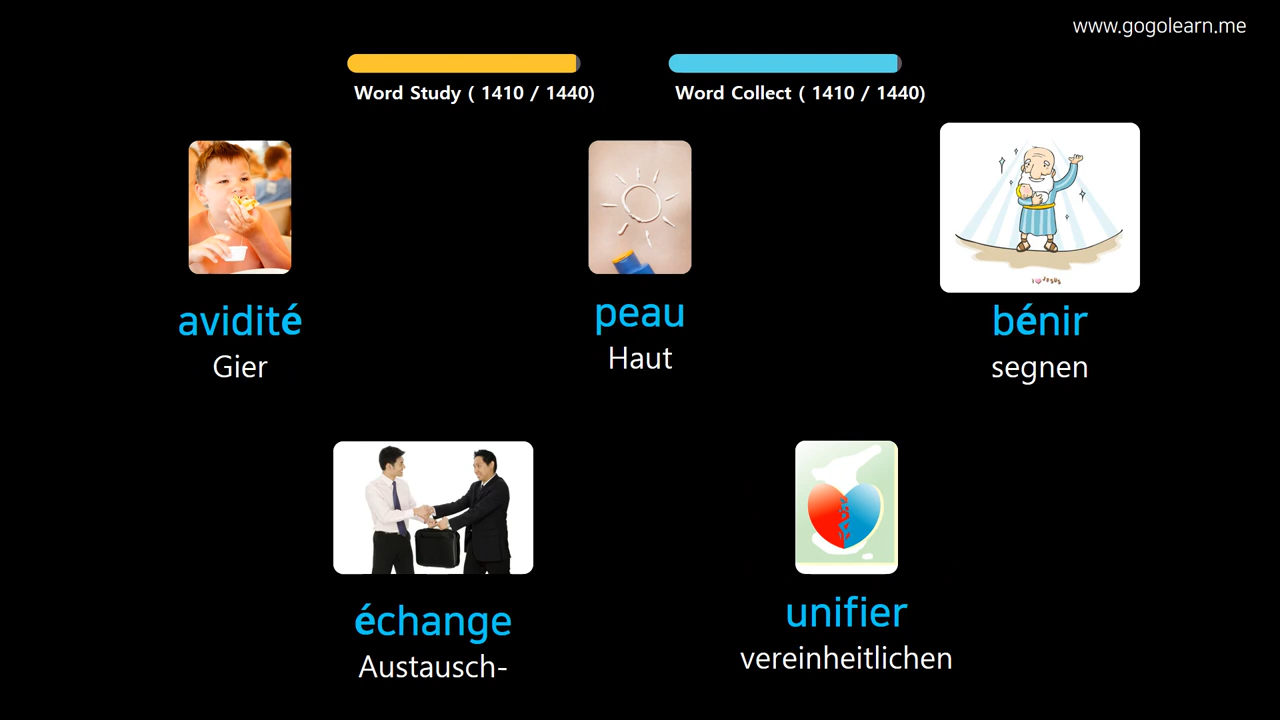 www.gogolearn.me
Word Study ( 1410 / 1440)
Word Collect ( 1410 / 1440)
avidité
Gier
peau
Haut
bénir
segnen
échange
Austausch-
unifier
vereinheitlichen